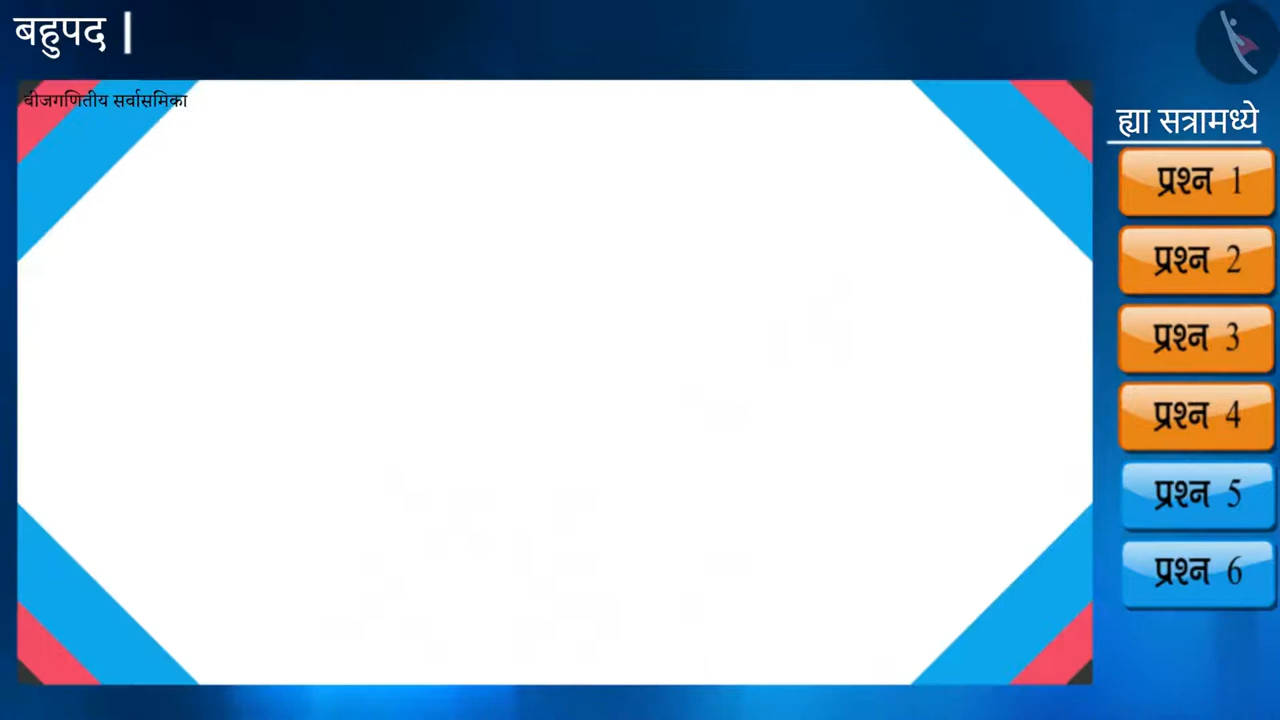 बहुपद |
बीजगणितीय सर्वासमिका
ह्या सत्रामध्ये
प्रश्न 1
प्रश्न 2
प्रश्न 3
प्रश्न 4
प्रश्न 5
प्रश्न 6